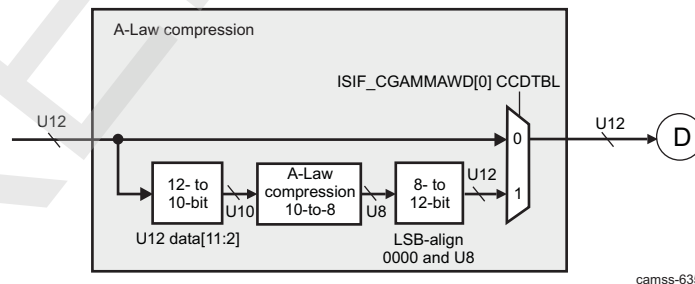 A-Law compression
ISIF_CGAMMAWD[0] CCDTBL
U12
U12
D
0
12- to
10-bit
U10
A-Law
compression
10-to-8
U8
8- to
12-bit
U12
1
U12 data[11:2]
LSB-align
0000 and U8